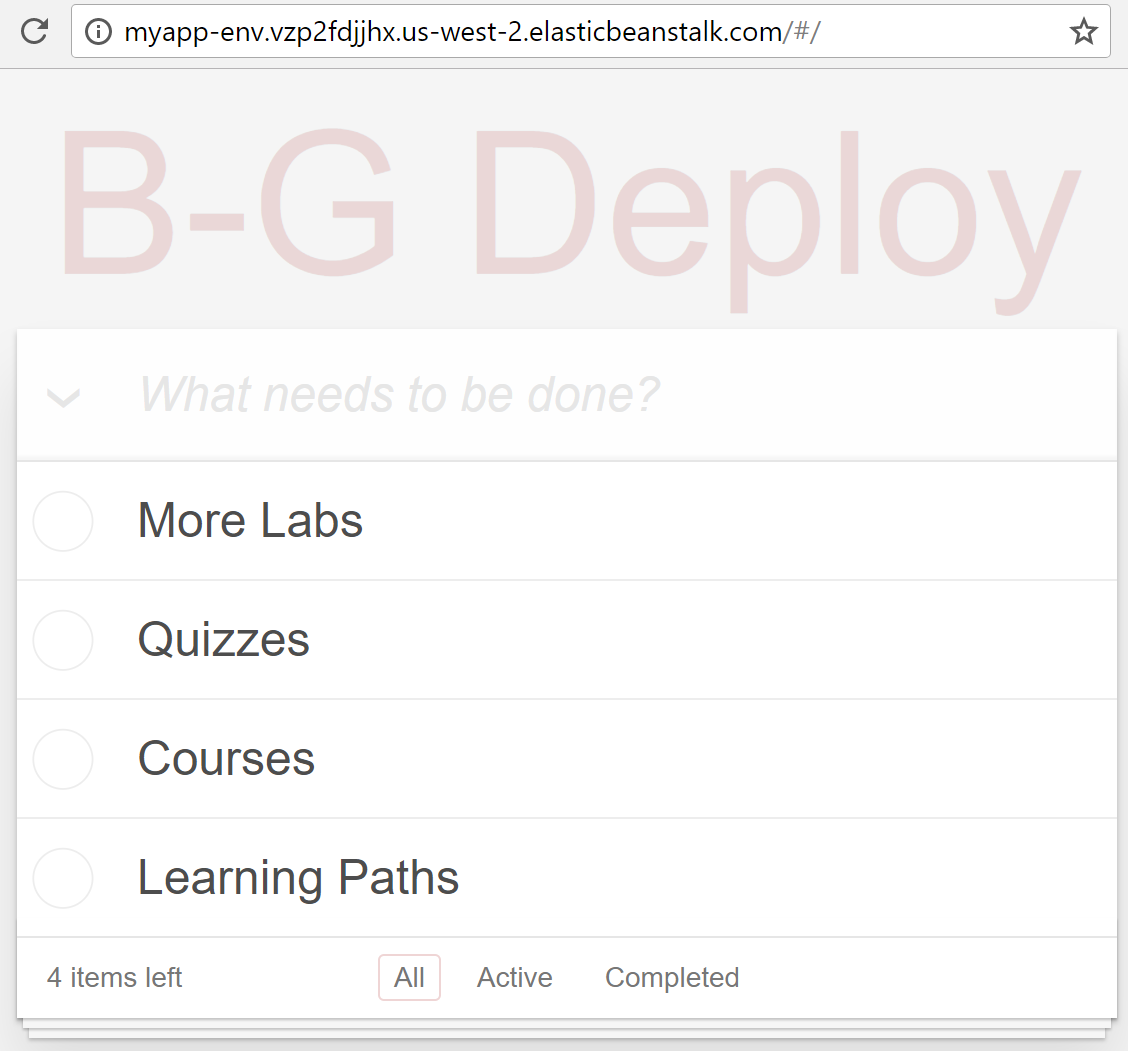 myapp-env.vzp2fdjjhx.us-west-2.elasticbeanstalk.com/#/
B-G Deploy
What needs to be done?
More Labs
Quizzes
Courses
Learning Paths
4 items left All Active Completed